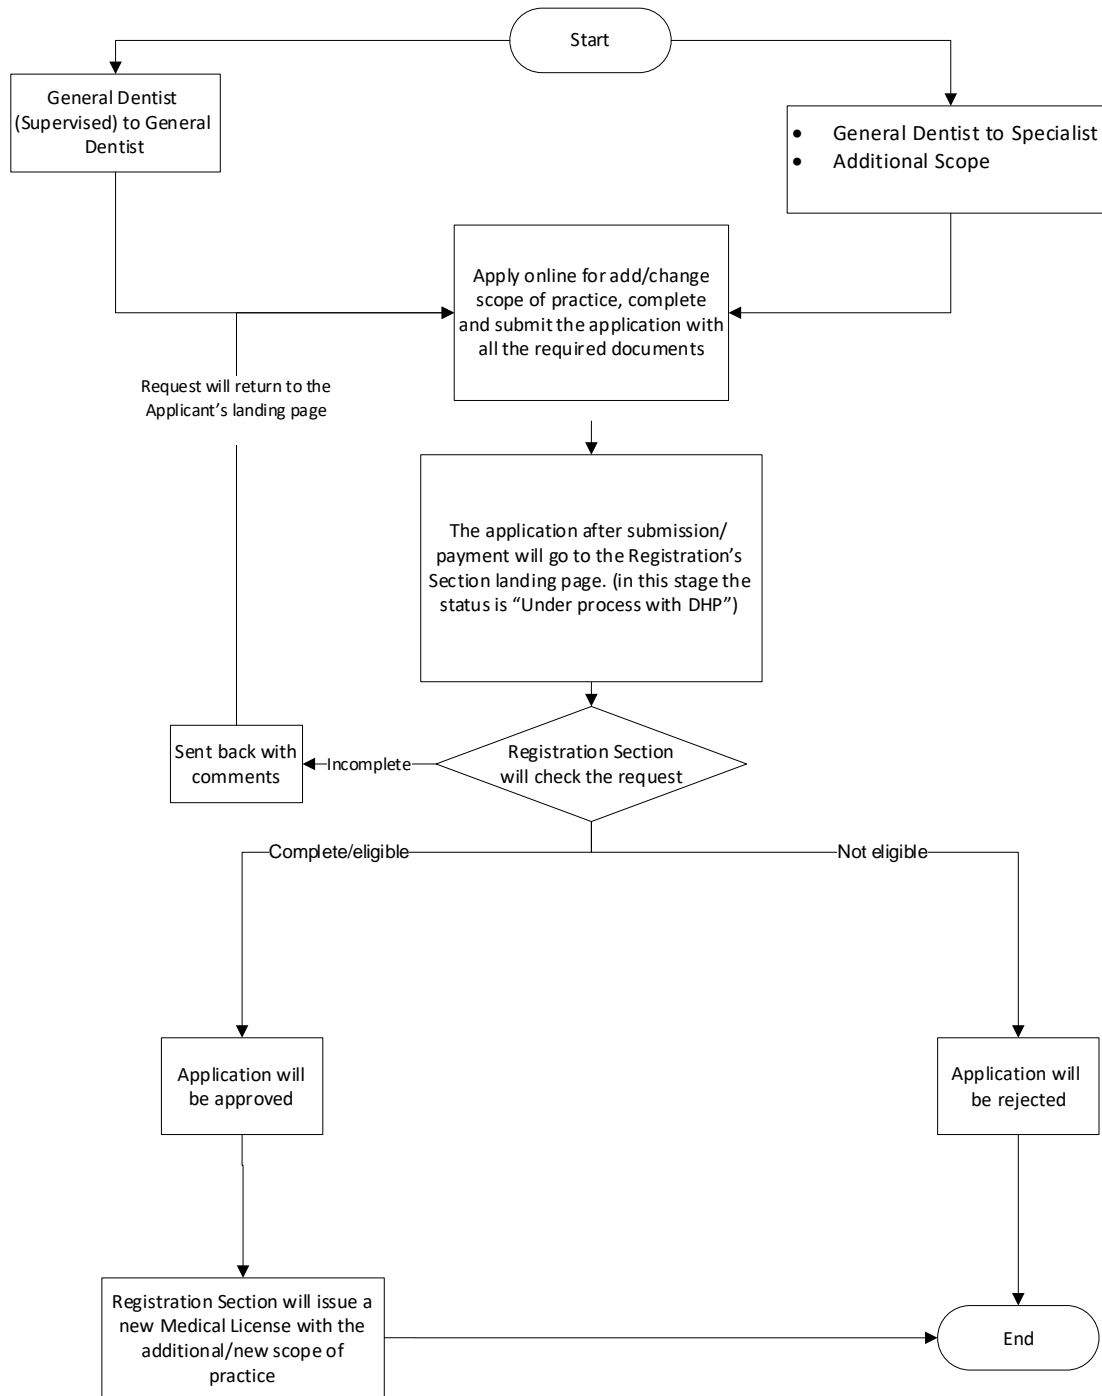 Start
General Dentist
(Supervised) to General
Dentist
• General Dentist to Specialist
• Additional Scope
Apply online for add/change
scope of practice, complete
and submit the application with
all the required documents
Request will return to the
Applicant’s landing page
The application after submission/
payment will go to the Registration’s
Section landing page. (in this stage the
status is “Under process with DHP”)
Registration Section
will check the request
Incomplete
Sent back with
comments
Complete/eligible
Not eligible
Application will
be approved
Application will
be rejected
Registration Section will issue a
new Medical License with the
additional/new scope of
practice
End